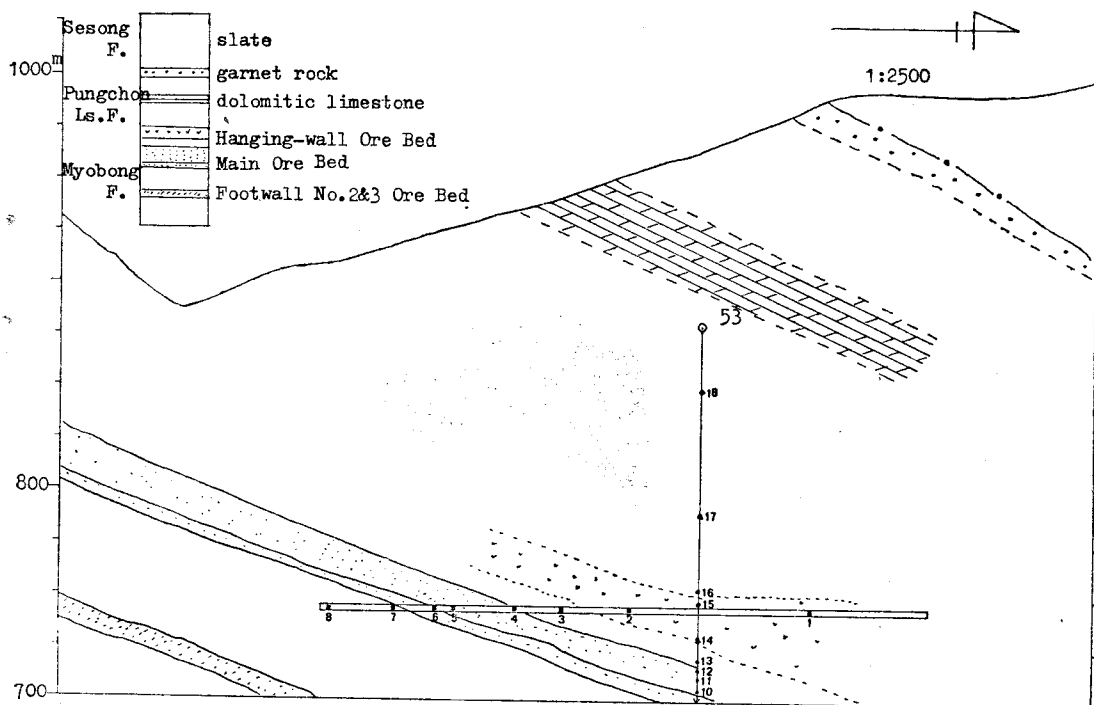 Sesong
F.
slate
1000m
garnet rock
1:2500
Pungchon
Ls.F.
dolomitic limestone
Hanging-wall Ore Bed
Main Ore Bed
Myobong
F.
Footwall No.2&3 Ore Bed
53
18
800
17
16
15
8
7
6
5
4
3
2
1
14
13
12
11
10
700